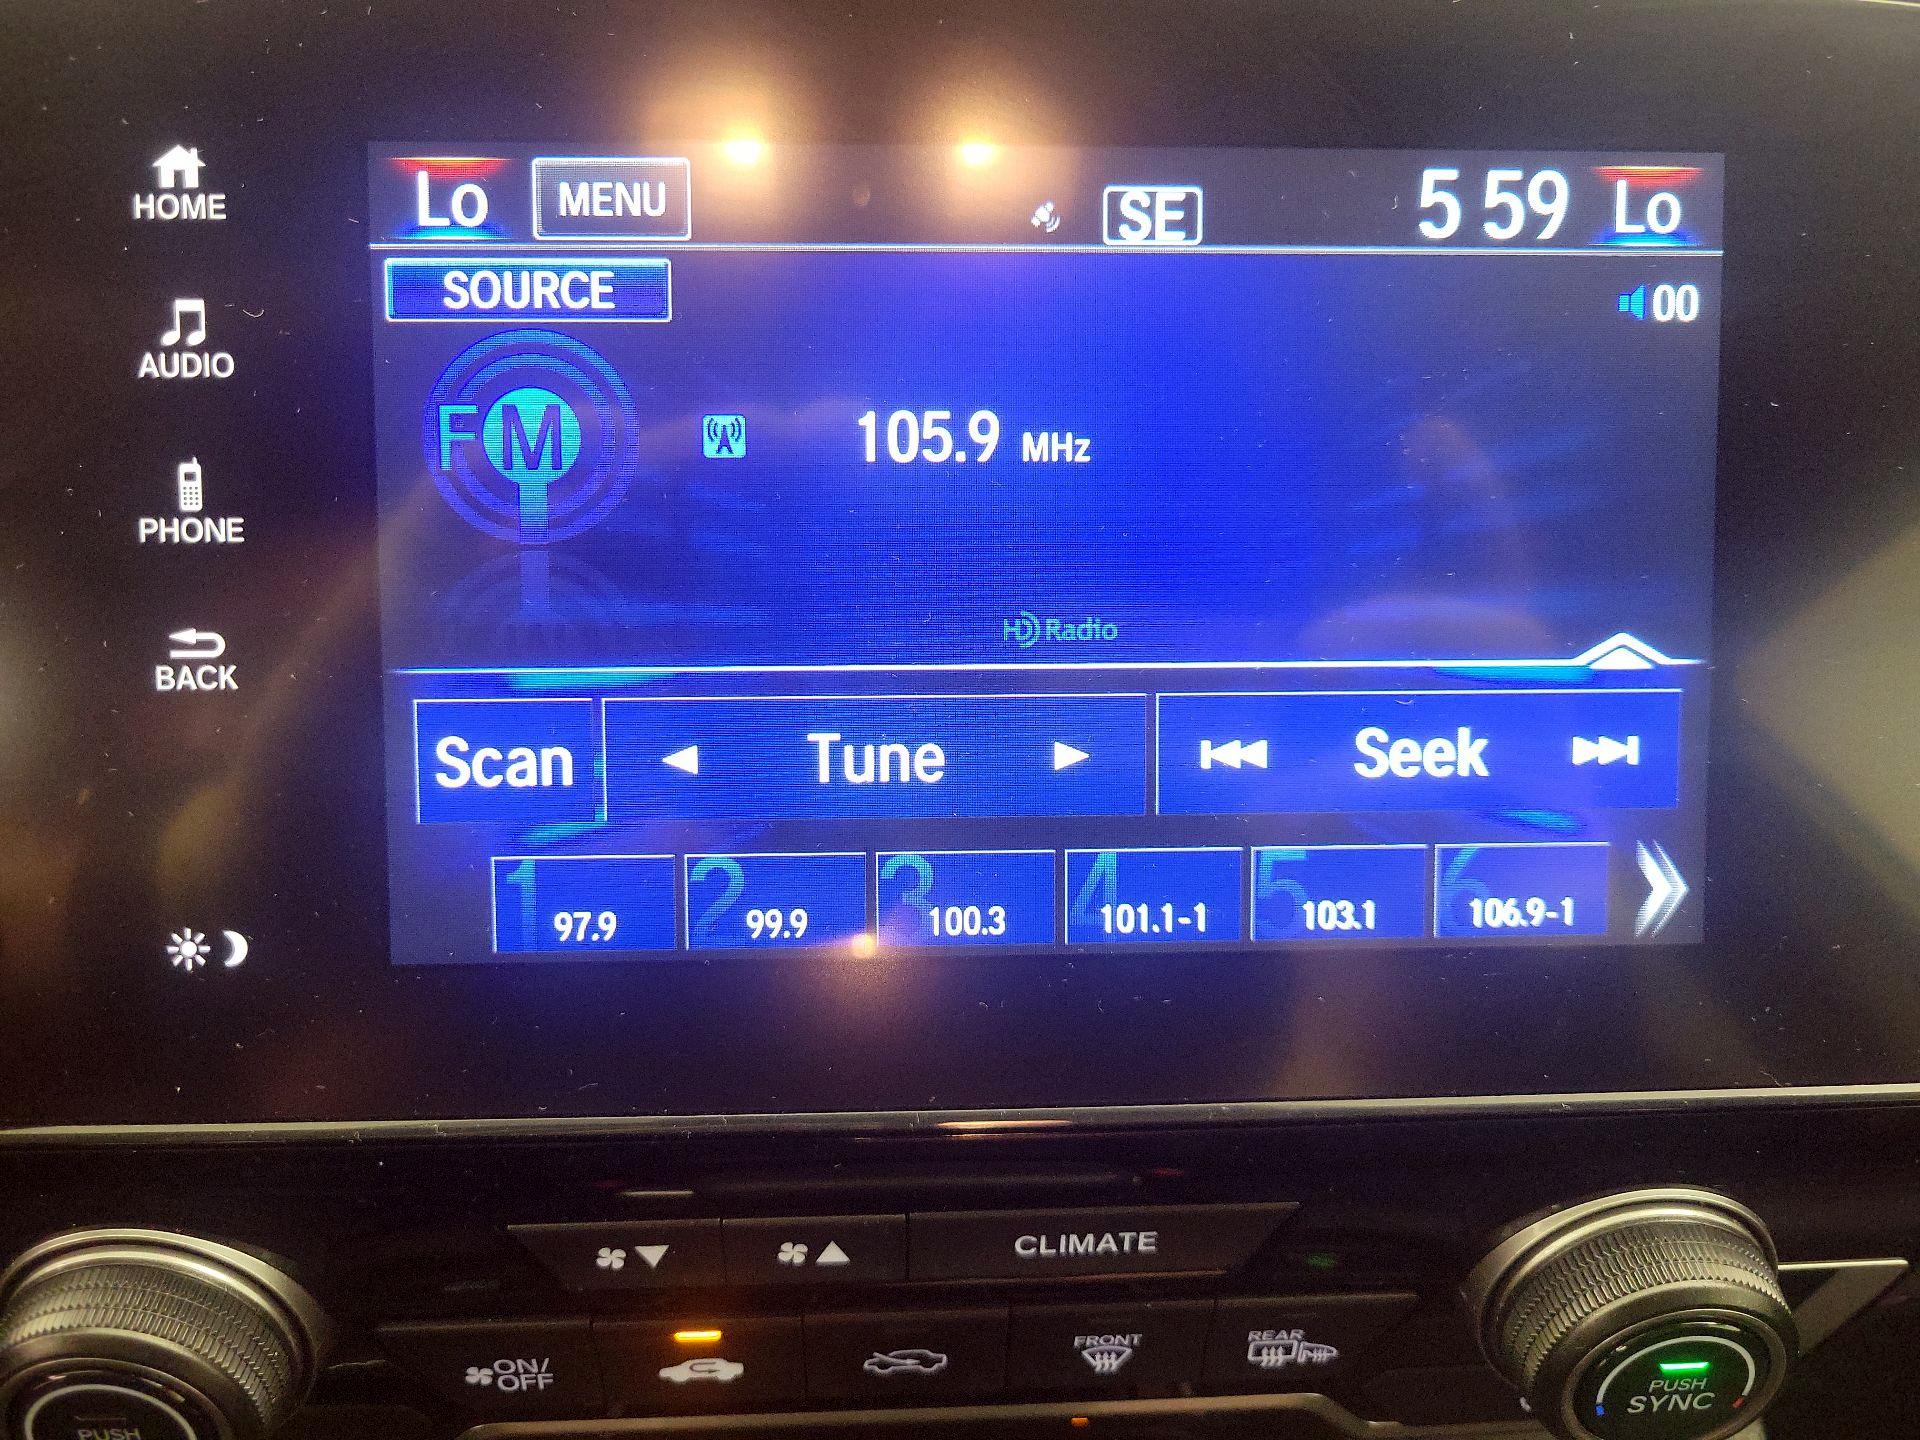 HOME
Lo MENU SE 5 59 Lo
SOURCE 00
AUDIO
FM 105.9 MHz
PHONE
HD Radio
BACK
Scan Tune Seek
1 2 3 4 5 6
97.9 99.9 100.3 101.1-1 103.1 106.9-1
CLIMATE
ON/
OFF
FRONT
REAR
PUSH
SYNC
PUSH